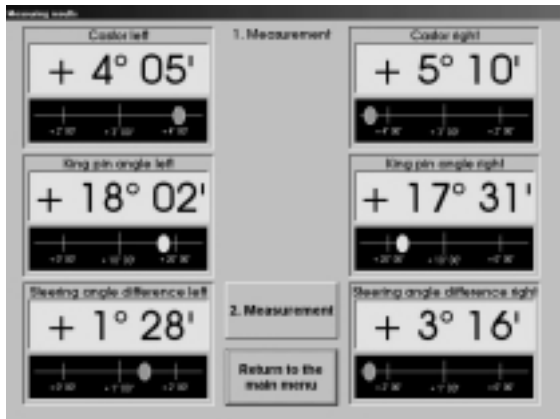 Measuring results
Castor left
1. Measurement
Castor right
+ 4° 05'
+ 5° 10'
King pin angle left
King pin angle right
+ 18° 02'
+ 17° 31'
Steering angle difference left
Steering angle difference right
+ 1° 28'
2. Measurement
+ 3° 16'
Return to the
main menu